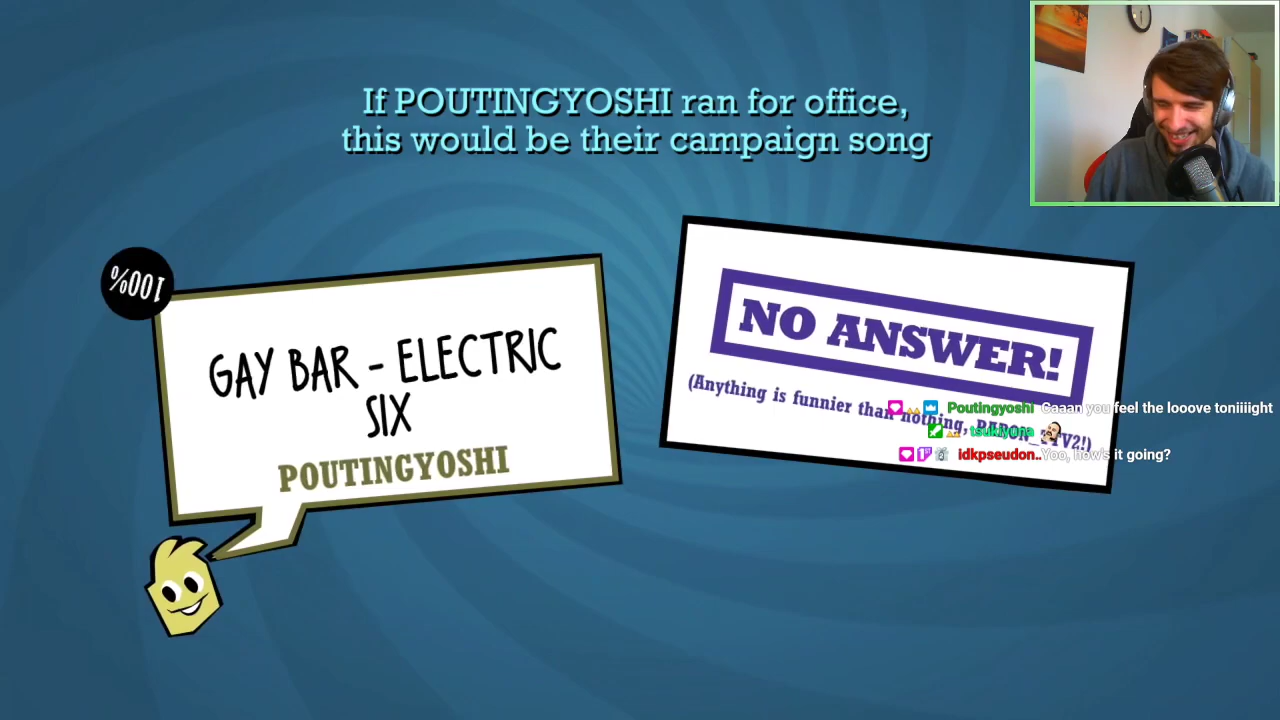 If POUTINGYOSHI ran for office,
this would be their campaign song
100%
GAY BAR - ELECTRIC
SIX
POUTINGYOSHI
NO ANSWER!
(Anything is funnier than nothing,
Poutingyoshi Caaan you feel the looove toniiiight
tsukiyuna
idkpseudon.. Yoo, how's it going?